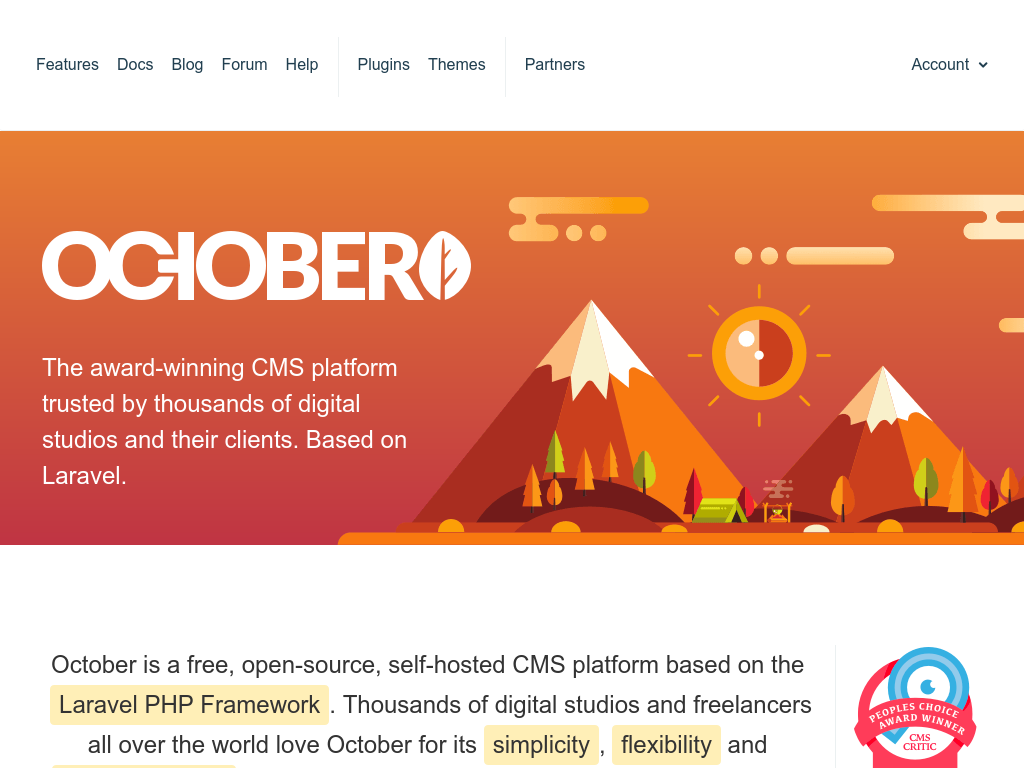 Features Docs Blog Forum Help Plugins Themes Partners Account
OCTOBER
The award-winning CMS platform
trusted by thousands of digital
studios and their clients. Based on
Laravel.
October is a free, open-source, self-hosted CMS platform based on the
Laravel PHP Framework. Thousands of digital studios and freelancers
all over the world love October for its simplicity, flexibility and
PEOPLES CHOICE
AWARD WINNER
CMS
CRITIC